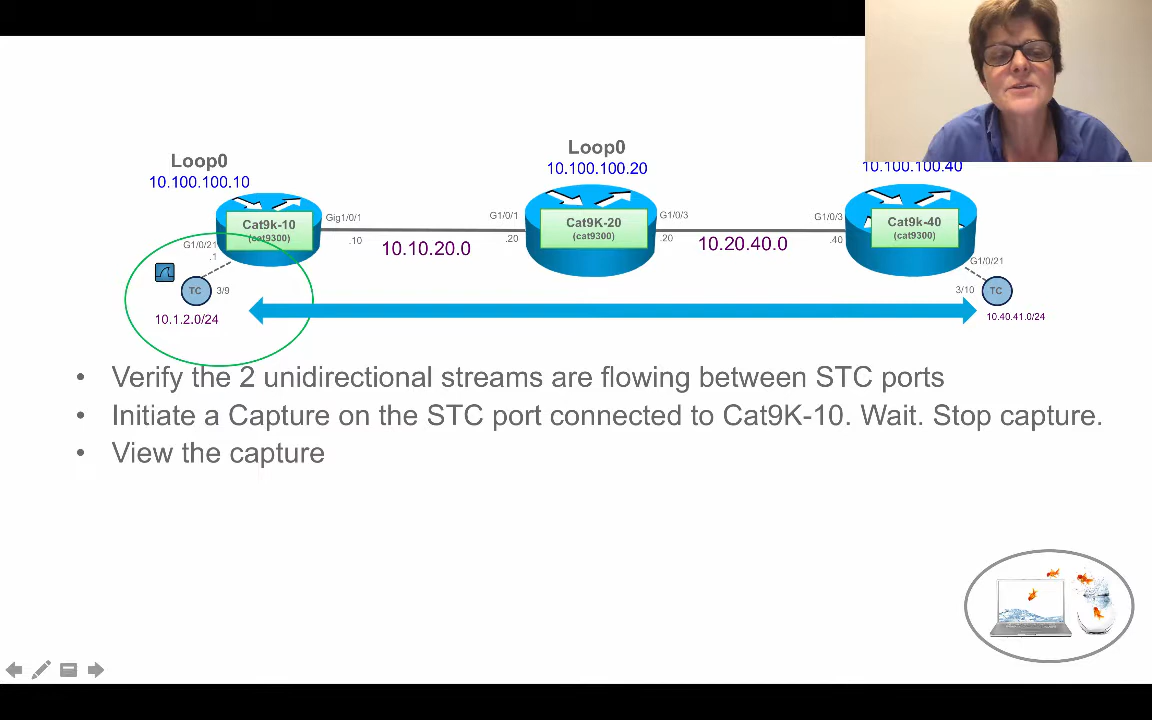 Loop0
10.100.100.10
Loop0
10.100.100.20
10.100.100.40
Cat9k-10
(cat9300)
Gig1/0/1
.10
10.10.20.0
G1/0/1
.20
Cat9K-20
(cat9300)
G1/0/3
.20
10.20.40.0
G1/0/3
.40
Cat9k-40
(cat9300)
G1/0/21
.1
TC
3/9
10.1.2.0/24
G1/0/21
3/10
TC
10.40.41.0/24
• Verify the 2 unidirectional streams are flowing between STC ports
• Initiate a Capture on the STC port connected to Cat9K-10. Wait. Stop capture.
• View the capture